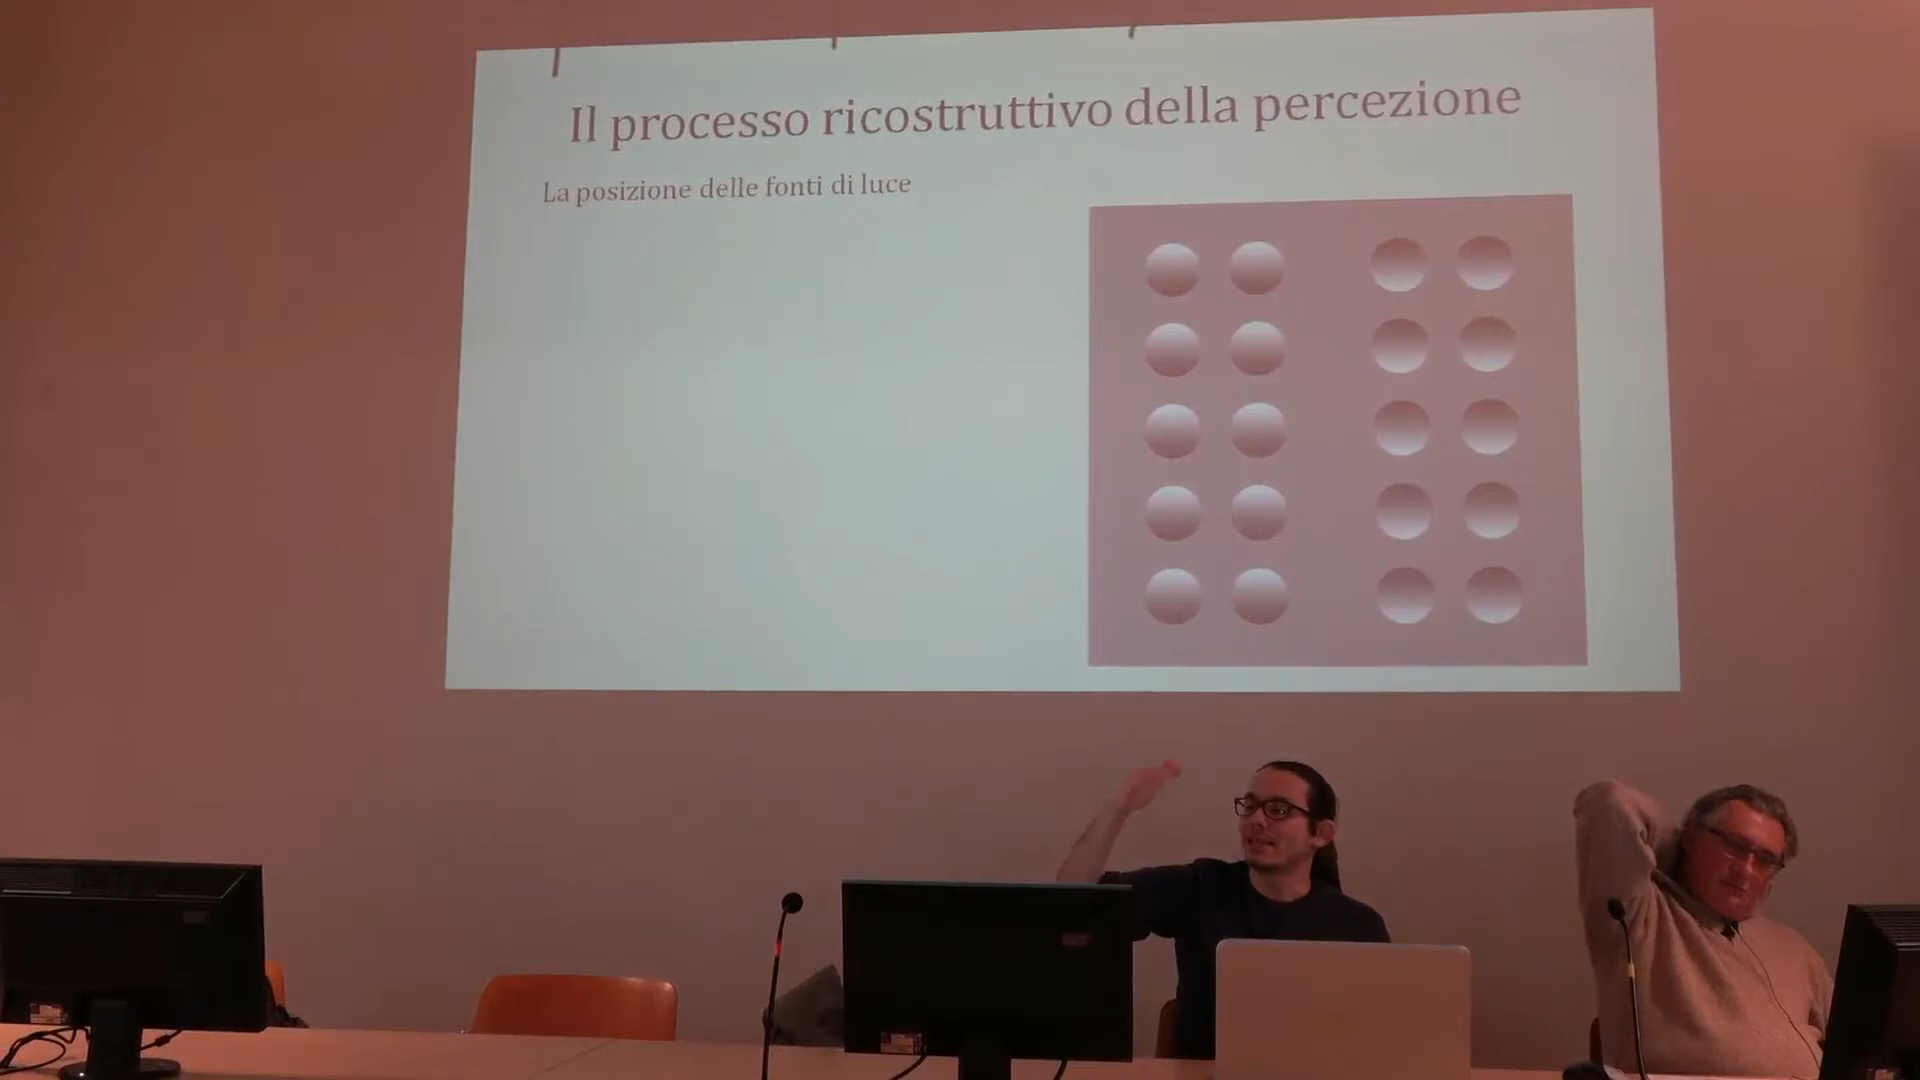 Il processo ricostruttivo della percezione
La posizione delle fonti di luce